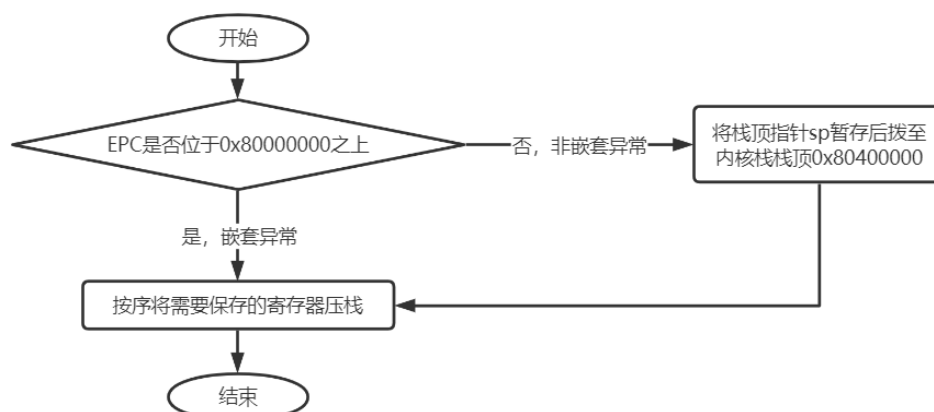 开始
EPC是否位于0x80000000之上
否，非嵌套异常
将栈顶指针sp暂存后拨至
内核栈栈顶0x80400000
是，嵌套异常
按序将需要保存的寄存器压栈
结束